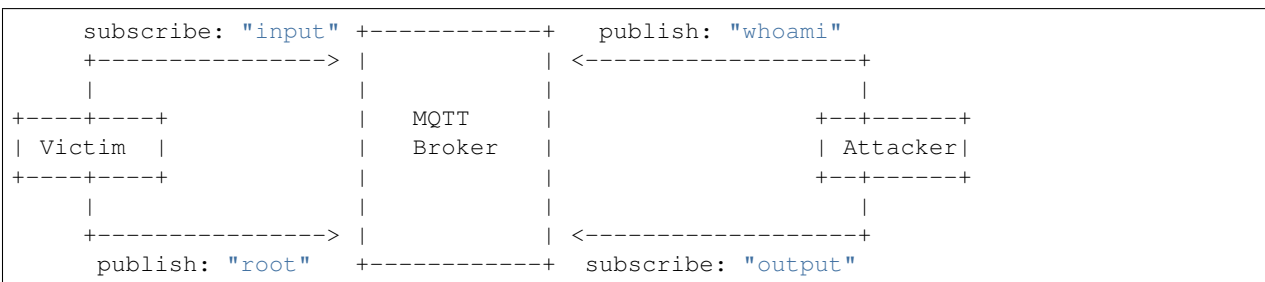 subscribe: "input" +------------+ publish: "whoami"
+----------------> | | <-------------------+
| | | |
+----+----+ | MQTT | +--+------+
| Victim | | Broker | | Attacker|
+----+----+ | | +--+------+
| | | |
+----------------> | | <-------------------+
publish: "root" +------------+ subscribe: "output"